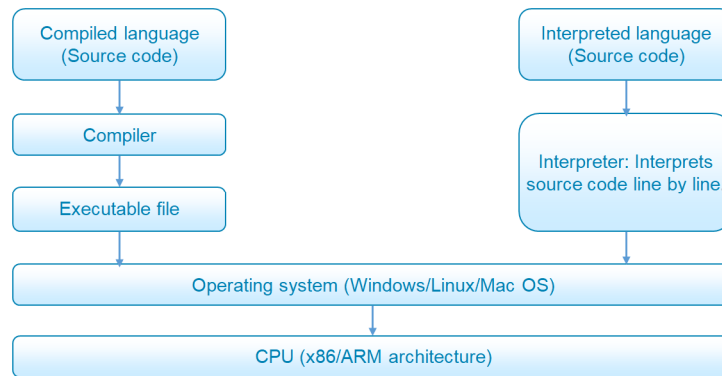 Compiled language
(Source code)
Interpreted language
(Source code)
Compiler
Interpreter: Interprets
source code line by line
Executable file
Operating system (Windows/Linux/Mac OS)
CPU (x86/ARM architecture)